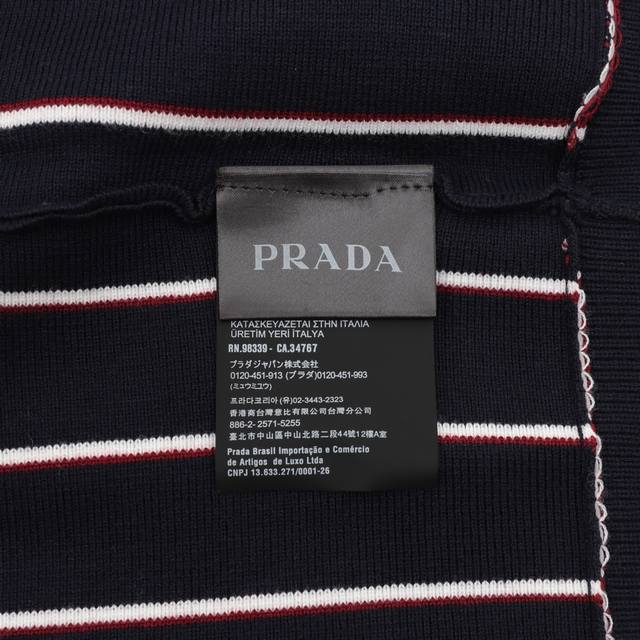 PRADA
ΚΑΤΑΣΚΕΥΑΖΕΤΑΙ ΣΤΗΝ ΙΤΑΛΙΑ
ÜRETİM YERİ İTALYA
RN.98339 - CA.34767
プラダジャパン株式会社
0120-451-913 (プラダ)0120-451-993
(ミュウミュウ)
프라다코리아 (유)02-3443-2323
香港商台灣意比有限公司台灣分公司
886-2-2571-5255
臺北市中山區中山北路二段44號12樓A室
Prada Brasil Importação e Comércio
de Artigos de Luxo Ltda
CNPJ 13.633.271/0001-26